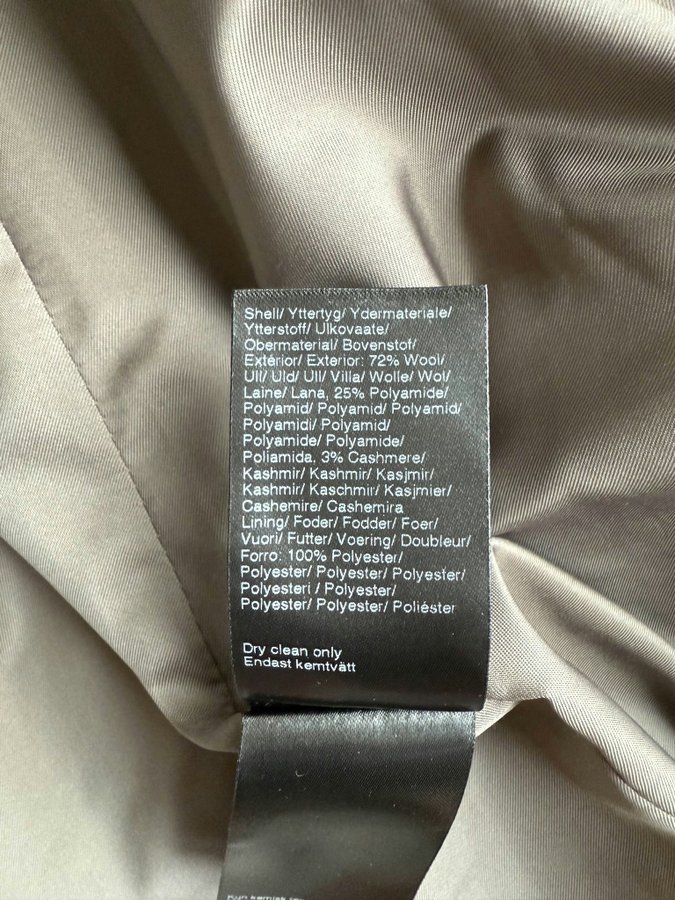 Shell/ Yttertyg/ Ydermateriale/
Ytterstoff/ Ulkovaate/
Obermaterial/ Bovenstof/
Extérior/ Exterior: 72% Wool/
Ull/ Uld/ Ull/ Villa/ Wolle/ Wol/
Laine/ Lana, 25% Polyamide/
Polyamid/ Polyamid/ Polyamid/
Polyamidi/ Polyamid/
Polyamide/ Polyamide/
Poliamida, 3% Cashmere/
Kashmir/ Kashmir/ Kasjmir/
Kashmir/ Kaschmir/ Kasjmier/
Cashemire/ Cashemira
Lining/ Foder/ Fodder/ Foer/
Vuori/ Futter/ Voering/ Doubleur/
Forro: 100% Polyester/
Polyester/ Polyester/ Polyester/
Polyesteri / Polyester/
Polyester/ Polyester/ Poliéster
Dry clean only
Endast kemtvätt